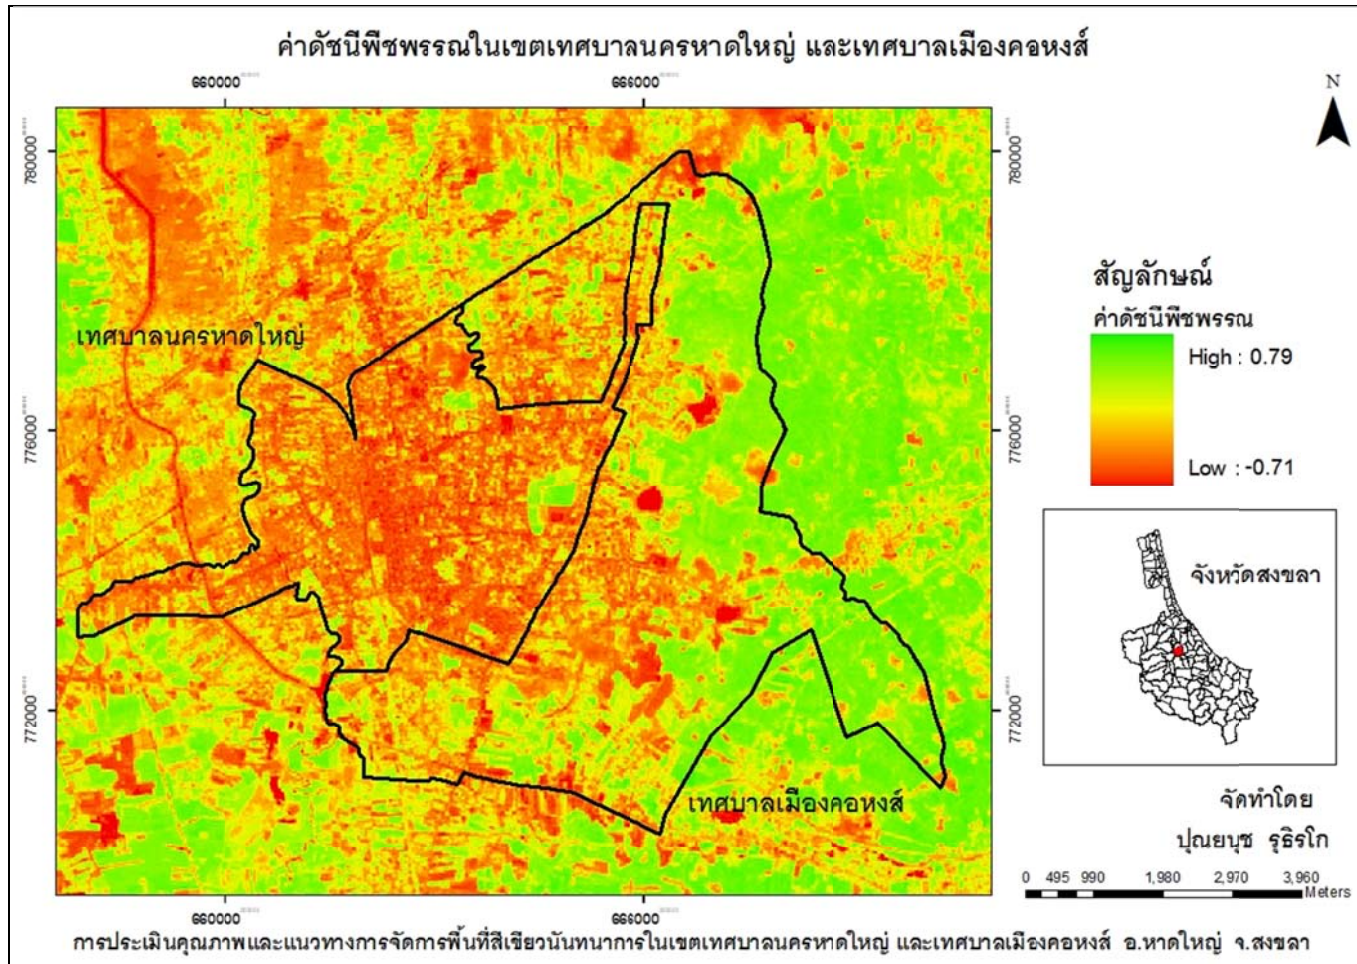 ค่าดัชนีพืชพรรณในเขตเทศบาลนครหาดใหญ่ และเทศบาลเมืองคอหงส์
660000 666000
N
780000 780000
776000 776000
772000 772000
เทศบาลนครหาดใหญ่
เทศบาลเมืองคอหงส์
660000 666000
สัญลักษณ์
ค่าดัชนีพืชพรรณ
High : 0.79
Low : -0.71
จังหวัดสงขลา
จัดทำโดย
ปุณยนุช รุธิรโก
0 495 990 1,980 2,970 3,960
Meters
การประเมินคุณภาพและแนวทางการจัดการพื้นที่สีเขียวนันทนาการในเขตเทศบาลนครหาดใหญ่ และเทศบาลเมืองคอหงส์ อ.หาดใหญ่ จ.สงขลา